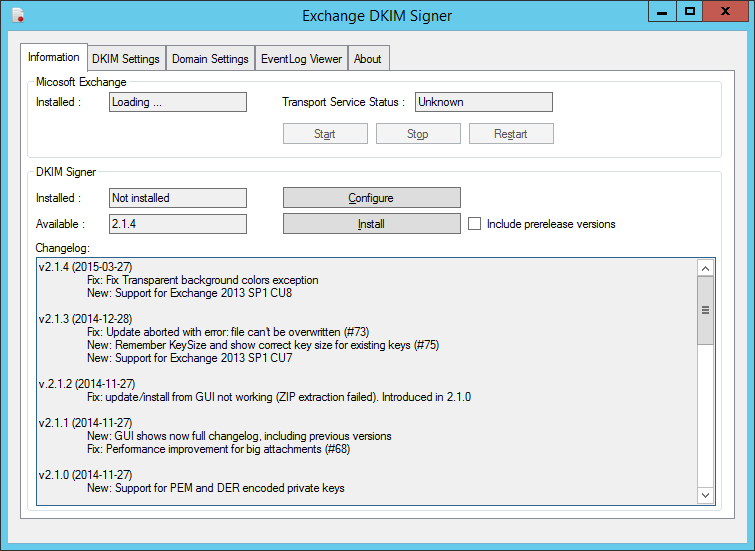 Exchange DKIM Signer
Information DKIM Settings Domain Settings EventLog Viewer About
Micosoft Exchange
Installed : Loading ... Transport Service Status : Unknown
Start Stop Restart
DKIM Signer
Installed : Not installed Configure
Available : 2.1.4 Install Include prerelease versions
Changelog:
v2.1.4 (2015-03-27)
Fix: Fix Transparent background colors exception
New: Support for Exchange 2013 SP1 CU8
v2.1.3 (2014-12-28)
Fix: Update aborted with error: file can't be overwritten (#73)
New: Remember KeySize and show correct key size for existing keys (#75)
New: Support for Exchange 2013 SP1 CU7
v.2.1.2 (2014-11-27)
Fix: update/install from GUI not working (ZIP extraction failed). Introduced in 2.1.0
v2.1.1 (2014-11-27)
New: GUI shows now full changelog, including previous versions
Fix: Performance improvement for big attachments (#68)
v2.1.0 (2014-11-27)
New: Support for PEM and DER encoded private keys